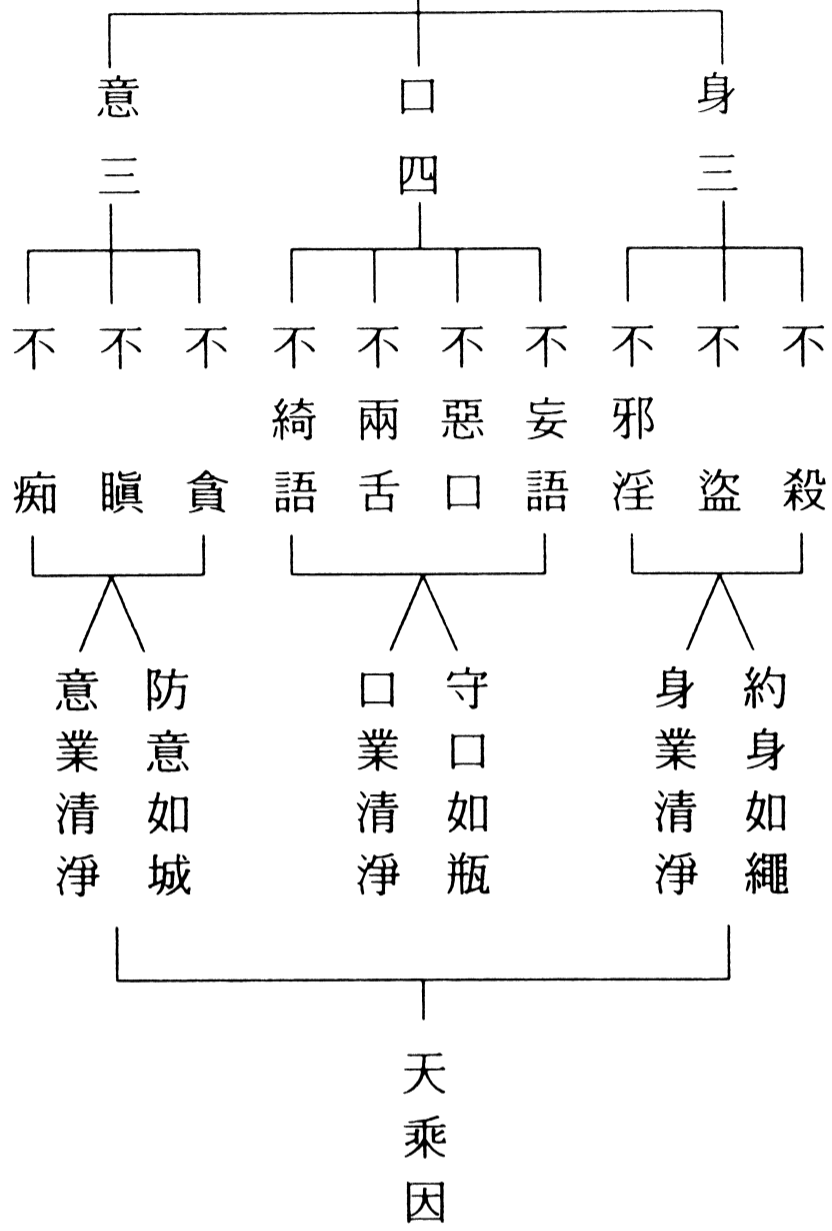 身三
口四
意三
不殺
不盜
不邪淫
不妄語
不惡口
不兩舌
不綺語
不貪
不瞋
不痴
約身如繩
身業清淨
守口如瓶
口業清淨
防意如城
意業清淨
天乘因